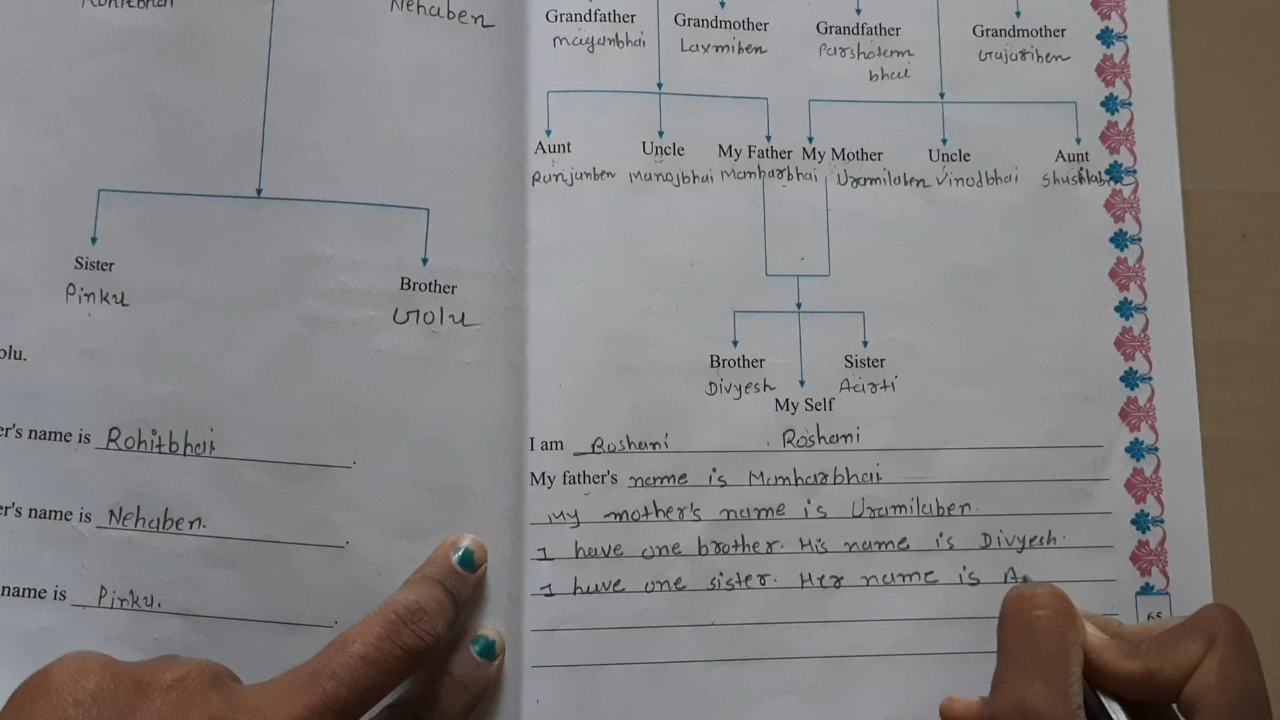 Nehaben
Sister
Pinku
Brother
Golu
olu.
er's name is Rohitbhai.
er's name is Nehaben.
name is Pinku.
Grandfather Grandmother Grandfather Grandmother
maganbhai Laxmiben Parshotam Gajariben
bhai
Aunt Uncle My Father My Mother Uncle Aunt
Ranjanben Manojbhai Manharbhai Uramilaben Vinodbhai
Brother Sister
Divyesh Aarti
My Self
I am Roshani Roshani
My father's name is Manharbhai
My mother's name is Uramilaben.
I have one brother. His name is Divyesh.
I have one sister. Her name is A